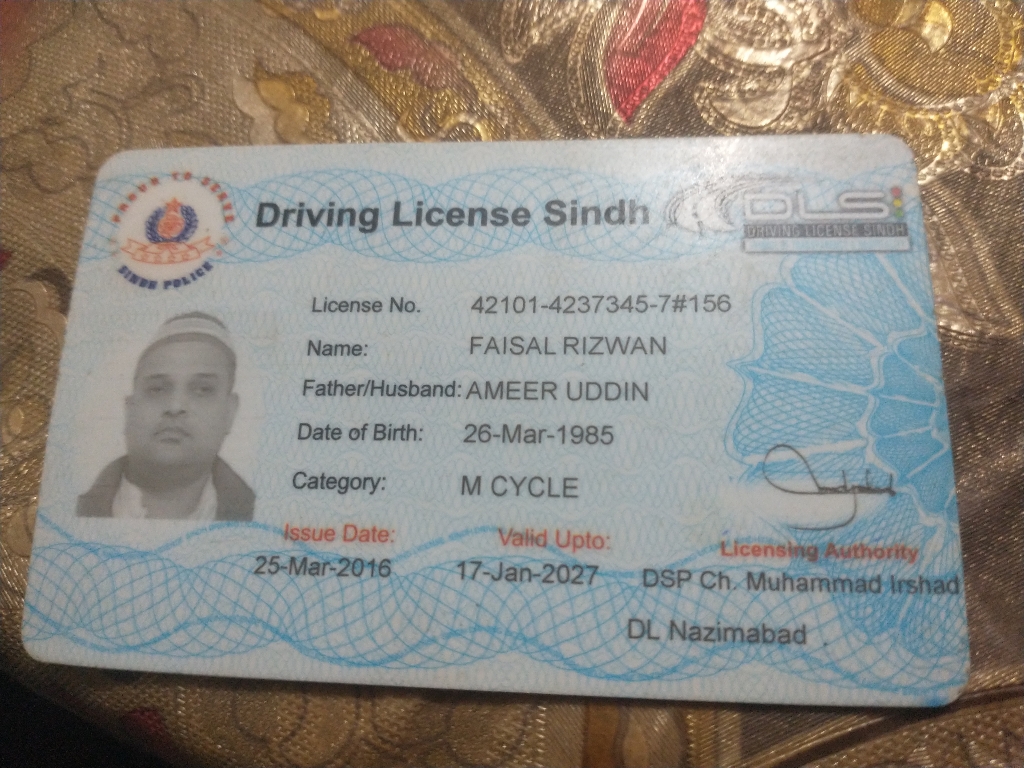 PROUD TO SERVE
SINDH POLICE
Driving License Sindh
DLS
DRIVING LICENSE SINDH
License No. 42101-4237345-7#156
Name: FAISAL RIZWAN
Father/Husband: AMEER UDDIN
Date of Birth: 26-Mar-1985
Category: M CYCLE
Issue Date: Valid Upto: Licensing Authority
25-Mar-2016 17-Jan-2027 DSP Ch. Muhammad Irshad
DL Nazimabad .